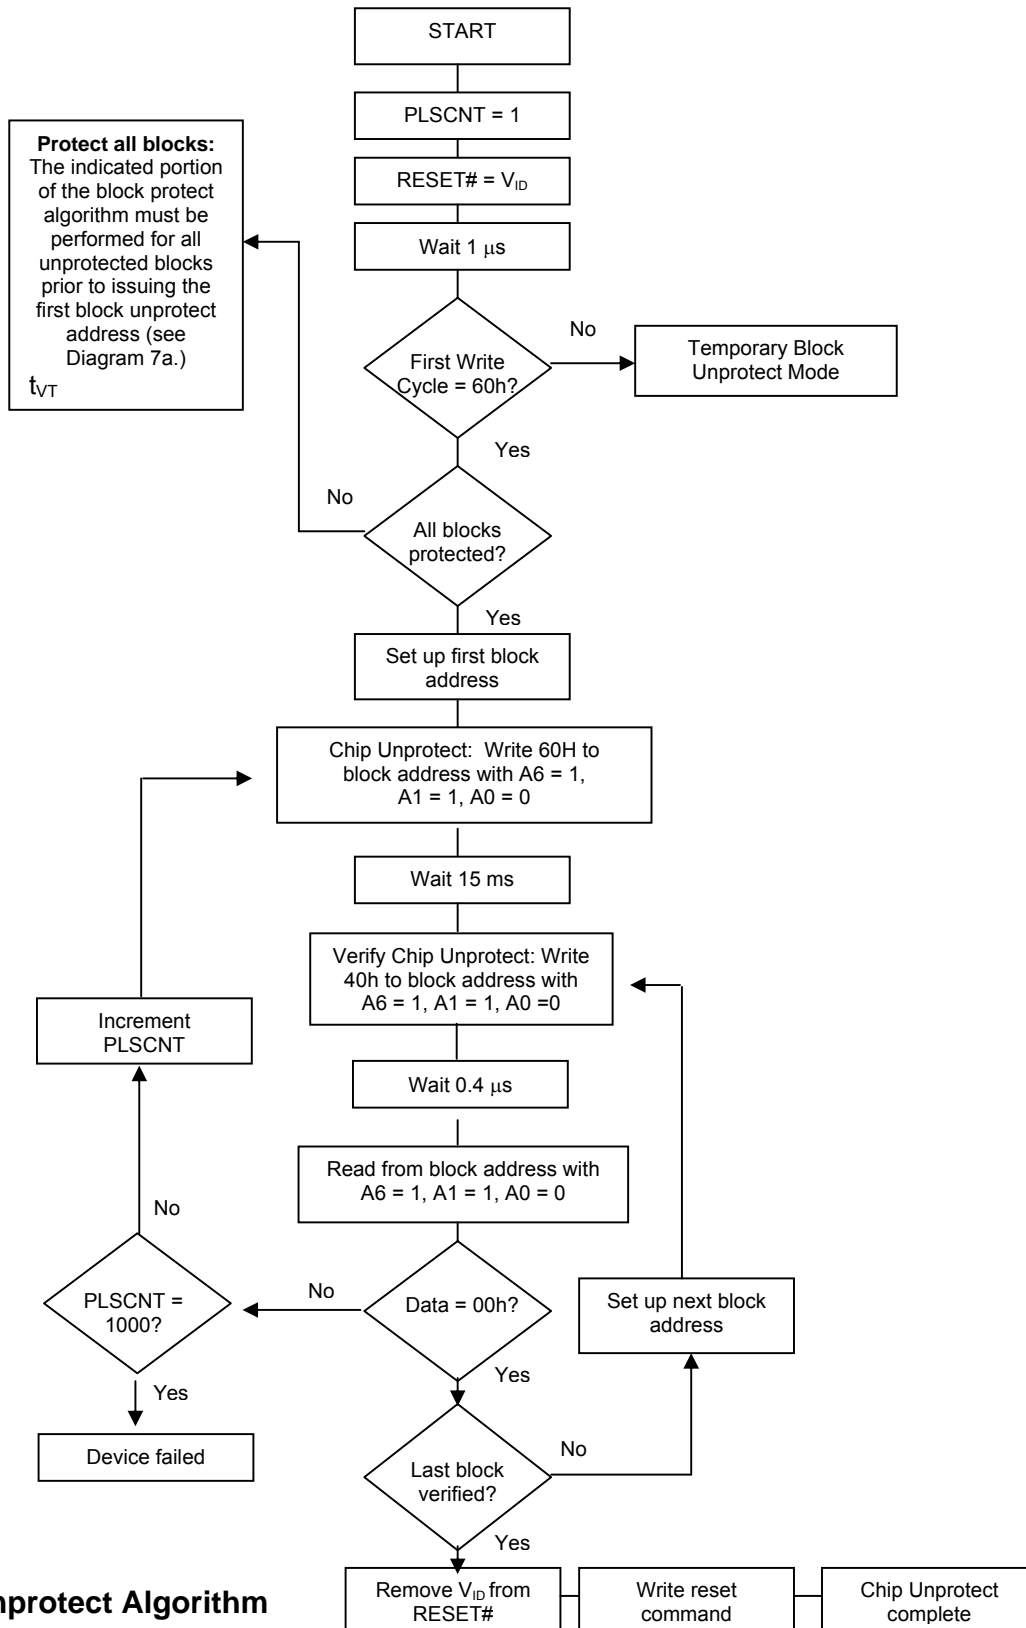 START
PLSCNT = 1
RESET# = VID
Wait 1 μs
Protect all blocks:
The indicated portion
of the block protect
algorithm must be
performed for all
unprotected blocks
prior to issuing the
first block unprotect
address (see
Diagram 7a.)
tVT
First Write
Cycle = 60h?
No
Temporary Block
Unprotect Mode
Yes
No
All blocks
protected?
Yes
Set up first block
address
Chip Unprotect: Write 60H to
block address with A6 = 1,
A1 = 1, A0 = 0
Wait 15 ms
Verify Chip Unprotect: Write
40h to block address with
A6 = 1, A1 = 1, A0 =0
Increment
PLSCNT
Wait 0.4 μs
Read from block address with
A6 = 1, A1 = 1, A0 = 0
No
PLSCNT =
1000?
No
Data = 00h?
Set up next block
address
Yes
Yes
Device failed
No
Last block
verified?
Yes
nprotect Algorithm
Remove VID from
RESET#
Write reset
command
Chip Unprotect
complete